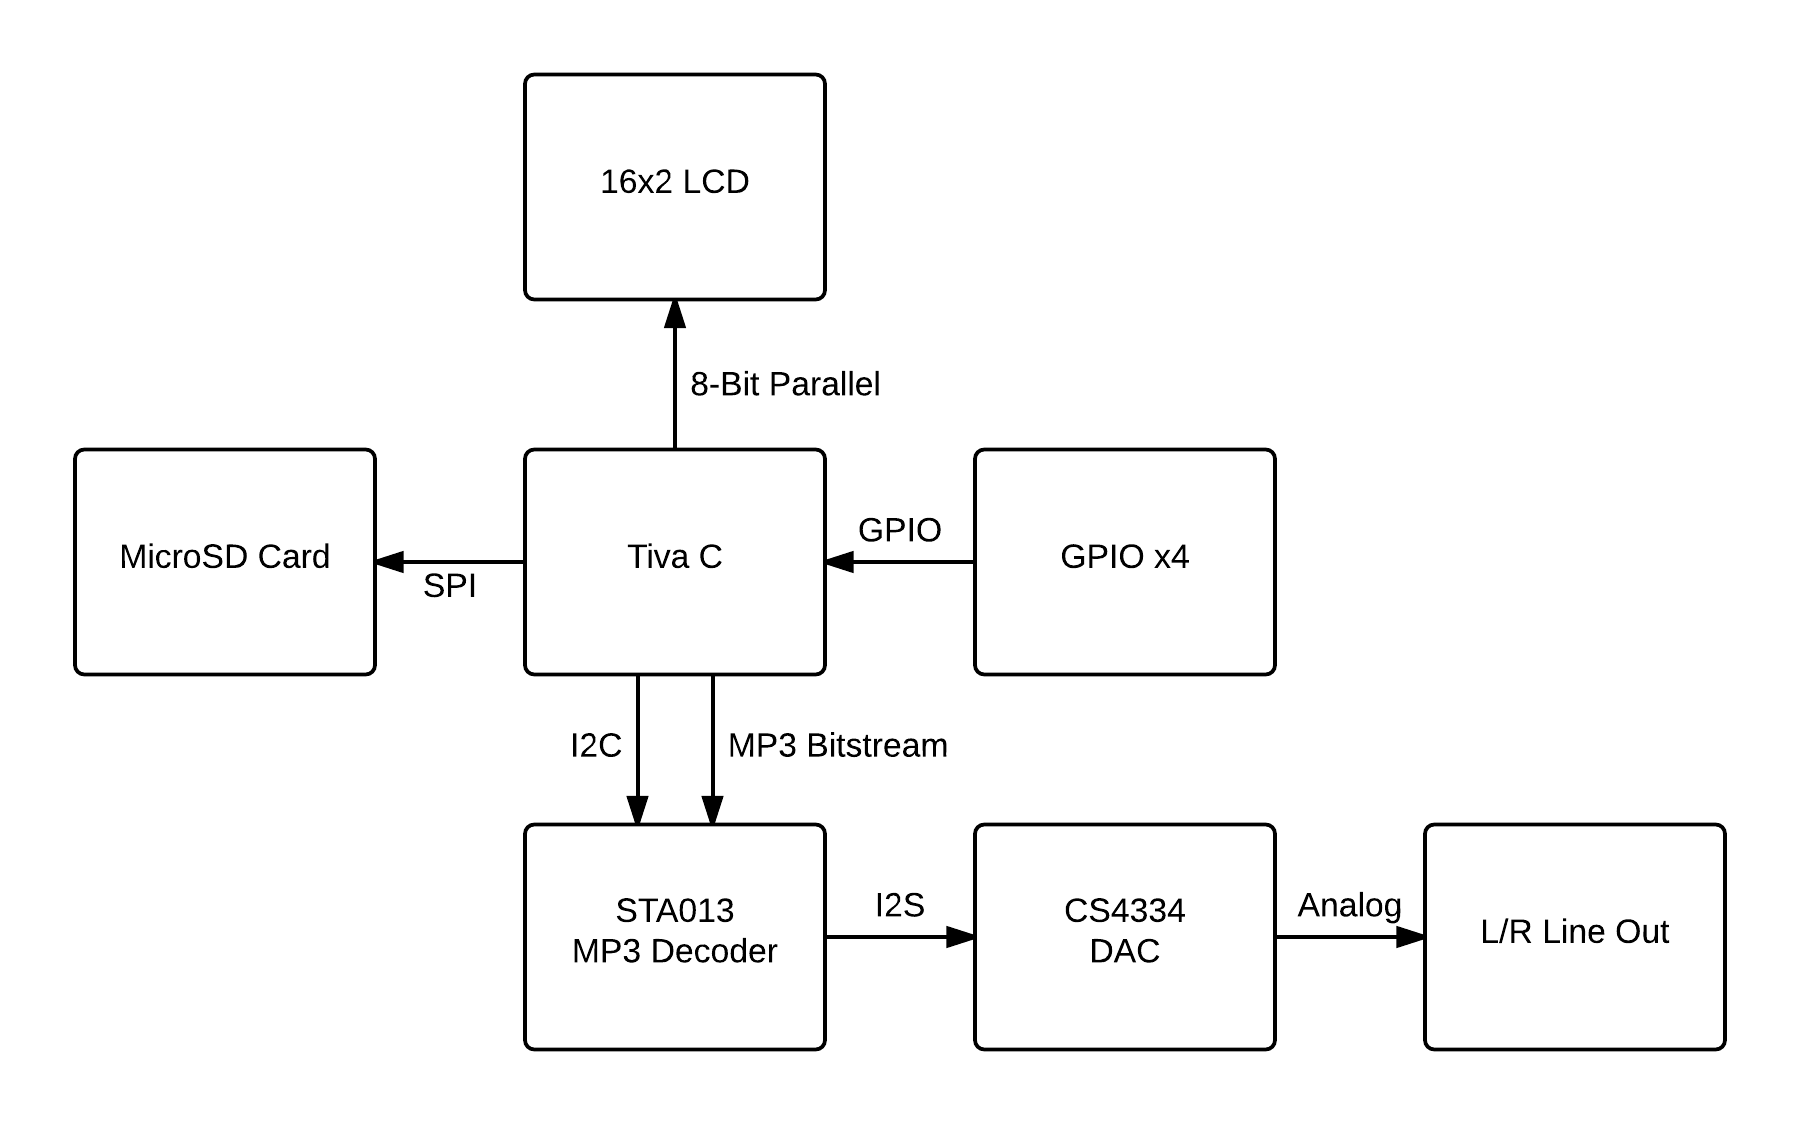 16x2 LCD
8-Bit Parallel
MicroSD Card
SPI
Tiva C
GPIO
GPIO x4
I2C
MP3 Bitstream
STA013
MP3 Decoder
I2S
CS4334
DAC
Analog
L/R Line Out